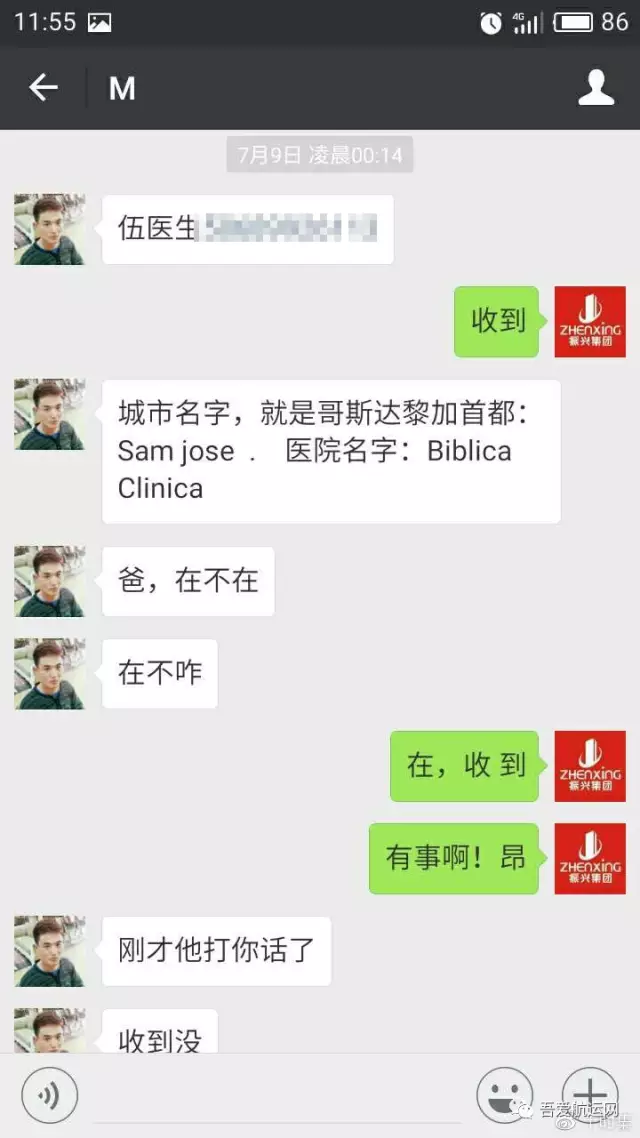 11:55
4G
86
M
7月9日 凌晨00:14
伍医生
收到
ZHENXING
振兴集团
城市名字，就是哥斯达黎加首都：
Sam jose . 医院名字：Biblica
Clinica
爸，在不在
在不咋
在，收 到
ZHENXING
振兴集团
有事啊！昂
ZHENXING
振兴集团
刚才他打你话了
收到没
吾爱航运网